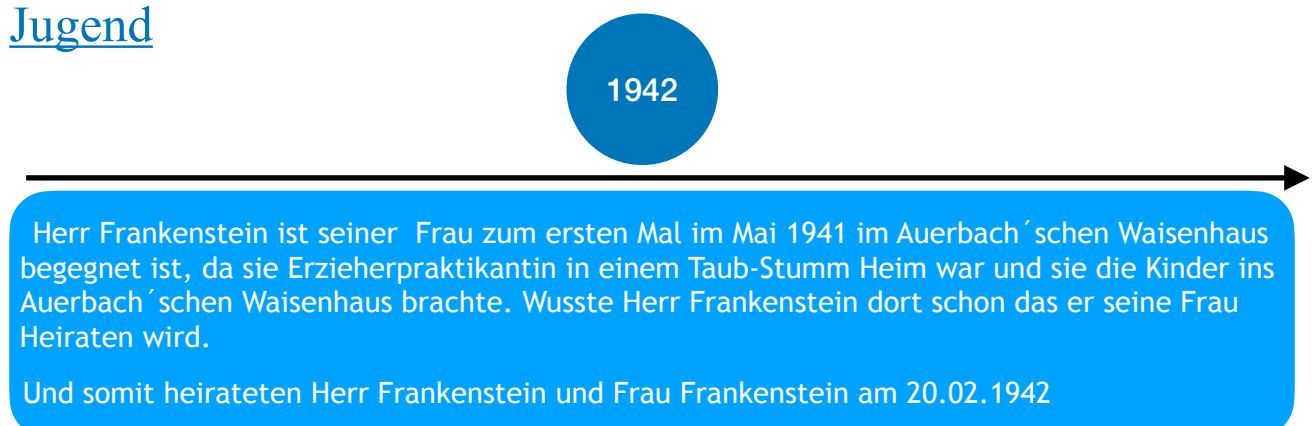 Jugend
1942
Herr Frankenstein ist seiner Frau zum ersten Mal im Mai 1941 im Auerbach´schen Waisenhaus
begegnet ist, da sie Erzieherpraktikantin in einem Taub-Stumm Heim war und sie die Kinder ins
Auerbach´schen Waisenhaus brachte. Wusste Herr Frankenstein dort schon das er seine Frau
Heiraten wird.
Und somit heirateten Herr Frankenstein und Frau Frankenstein am 20.02.1942